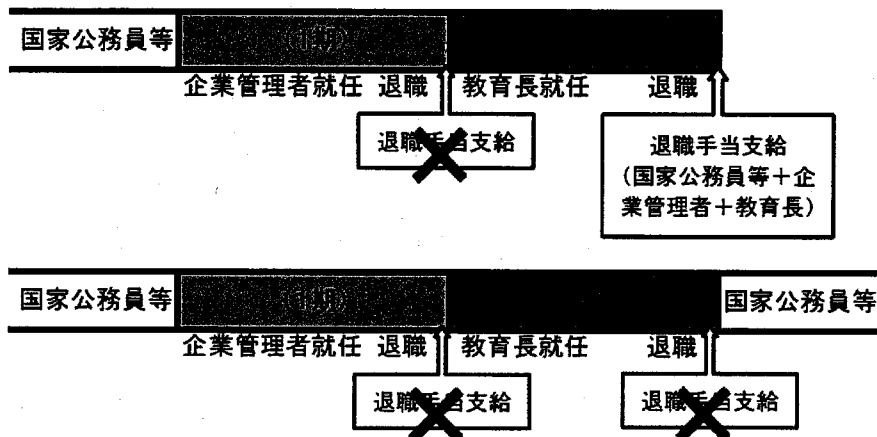 国家公務員等
(1期)
企業管理者就任 退職 教育長就任 退職
退職手当支給
退職手当支給
(国家公務員等+企
業管理者+教育長)
国家公務員等
(1期)
国家公務員等
企業管理者就任 退職 教育長就任 退職
退職手当支給
退職手当支給